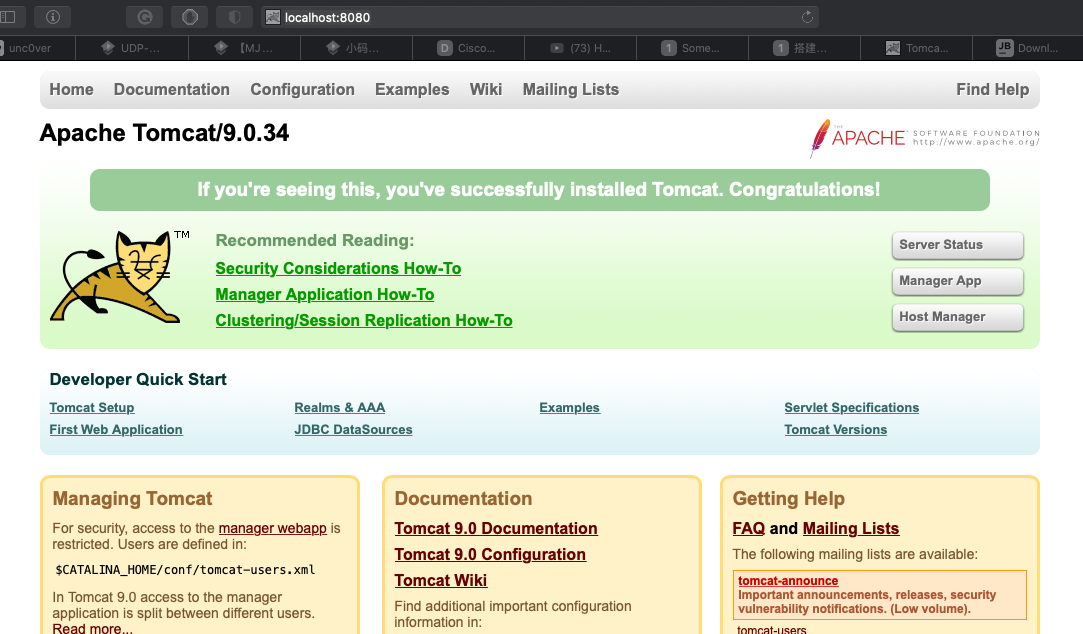 localhost:8080
unc0ver
UDP-...
【MJ...
小码...
Cisco...
(73) H...
1 Some...
1 搭建...
Tomca...
JB Downl...
Home Documentation Configuration Examples Wiki Mailing Lists Find Help
Apache Tomcat/9.0.34
THE APACHE SOFTWARE FOUNDATION
http://www.apache.org/
If you're seeing this, you've successfully installed Tomcat. Congratulations!
TM
Recommended Reading:
Security Considerations How-To
Manager Application How-To
Clustering/Session Replication How-To
Server Status
Manager App
Host Manager
Developer Quick Start
Tomcat Setup
First Web Application
Realms & AAA
JDBC DataSources
Examples
Servlet Specifications
Tomcat Versions
Managing Tomcat
For security, access to the manager webapp is
restricted. Users are defined in:
$CATALINA_HOME/conf/tomcat-users.xml
In Tomcat 9.0 access to the manager
application is split between different users.
Read more...
Documentation
Tomcat 9.0 Documentation
Tomcat 9.0 Configuration
Tomcat Wiki
Find additional important configuration
information in:
Getting Help
FAQ and Mailing Lists
The following mailing lists are available:
tomcat-announce
Important announcements, releases, security
vulnerability notifications. (Low volume).
tomcat-users